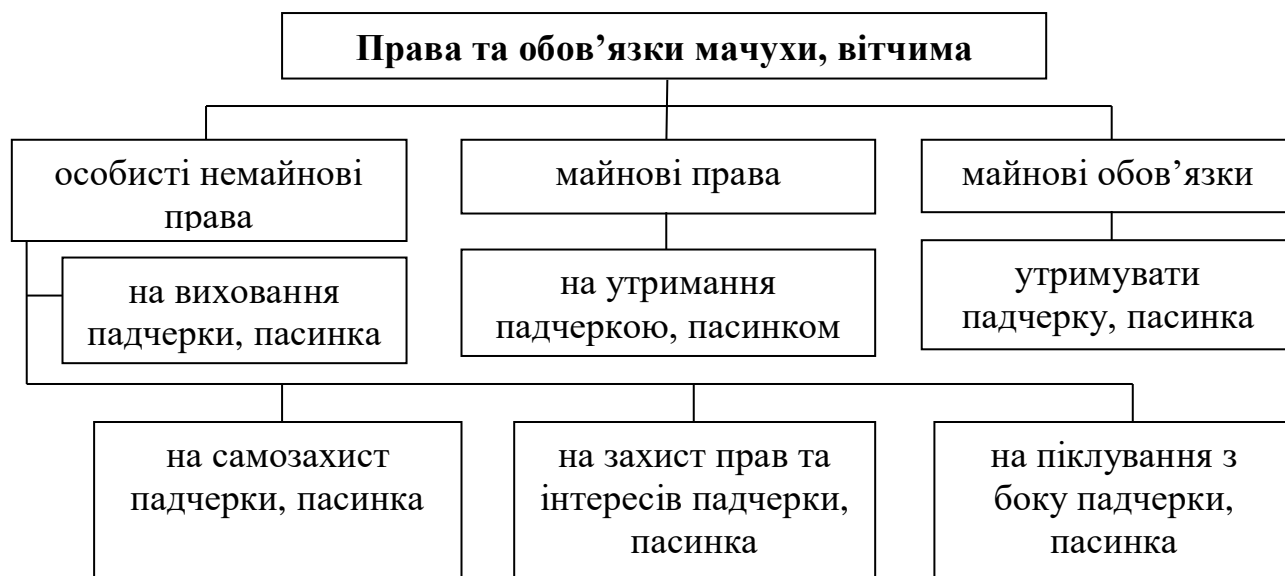 Права та обов’язки мачухи, вітчима
особисті немайнові
права
майнові права
майнові обов’язки
на виховання
падчерки, пасинка
на утримання
падчеркою, пасинком
утримувати
падчерку, пасинка
на самозахист
падчерки, пасинка
на захист прав та
інтересів падчерки,
пасинка
на піклування з
боку падчерки,
пасинка